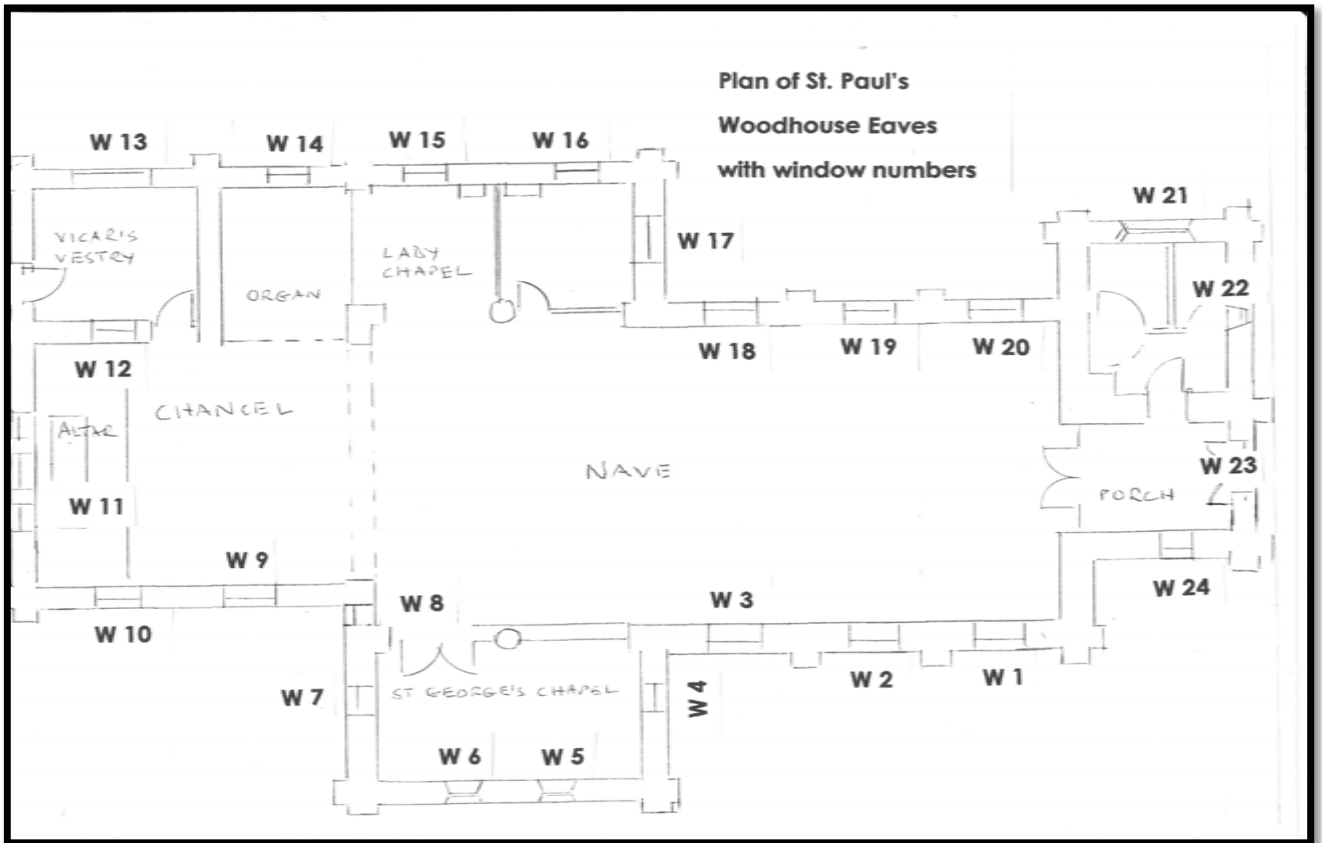 Plan of St. Paul's
Woodhouse Eaves
with window numbers
W 13
W 14
W 15
W 16
W 21
VICAR'S
VESTRY
ORGAN
LADY
CHAPEL
W 17
W 22
W 12
W 18
W 19
W 20
CHANCEL
ALTAR
NAVE
W 11
W 23
PORCH
W 9
W 10
W 8
W 3
W 24
W 7
ST GEORGE'S CHAPEL
W 4
W 2
W 1
W 6
W 5